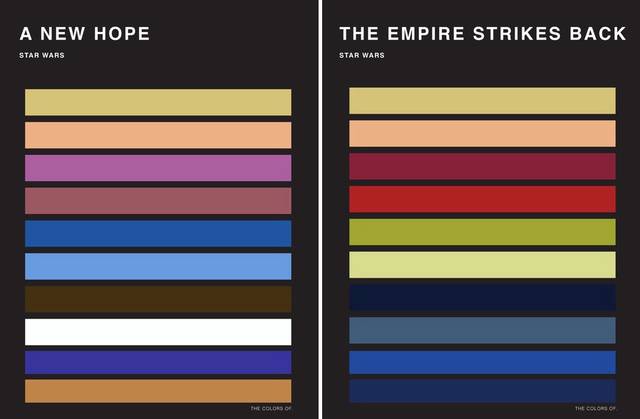 A NEW HOPE
STAR WARS
THE COLORS OF.
THE EMPIRE STRIKES BACK
STAR WARS
THE COLORS OF.